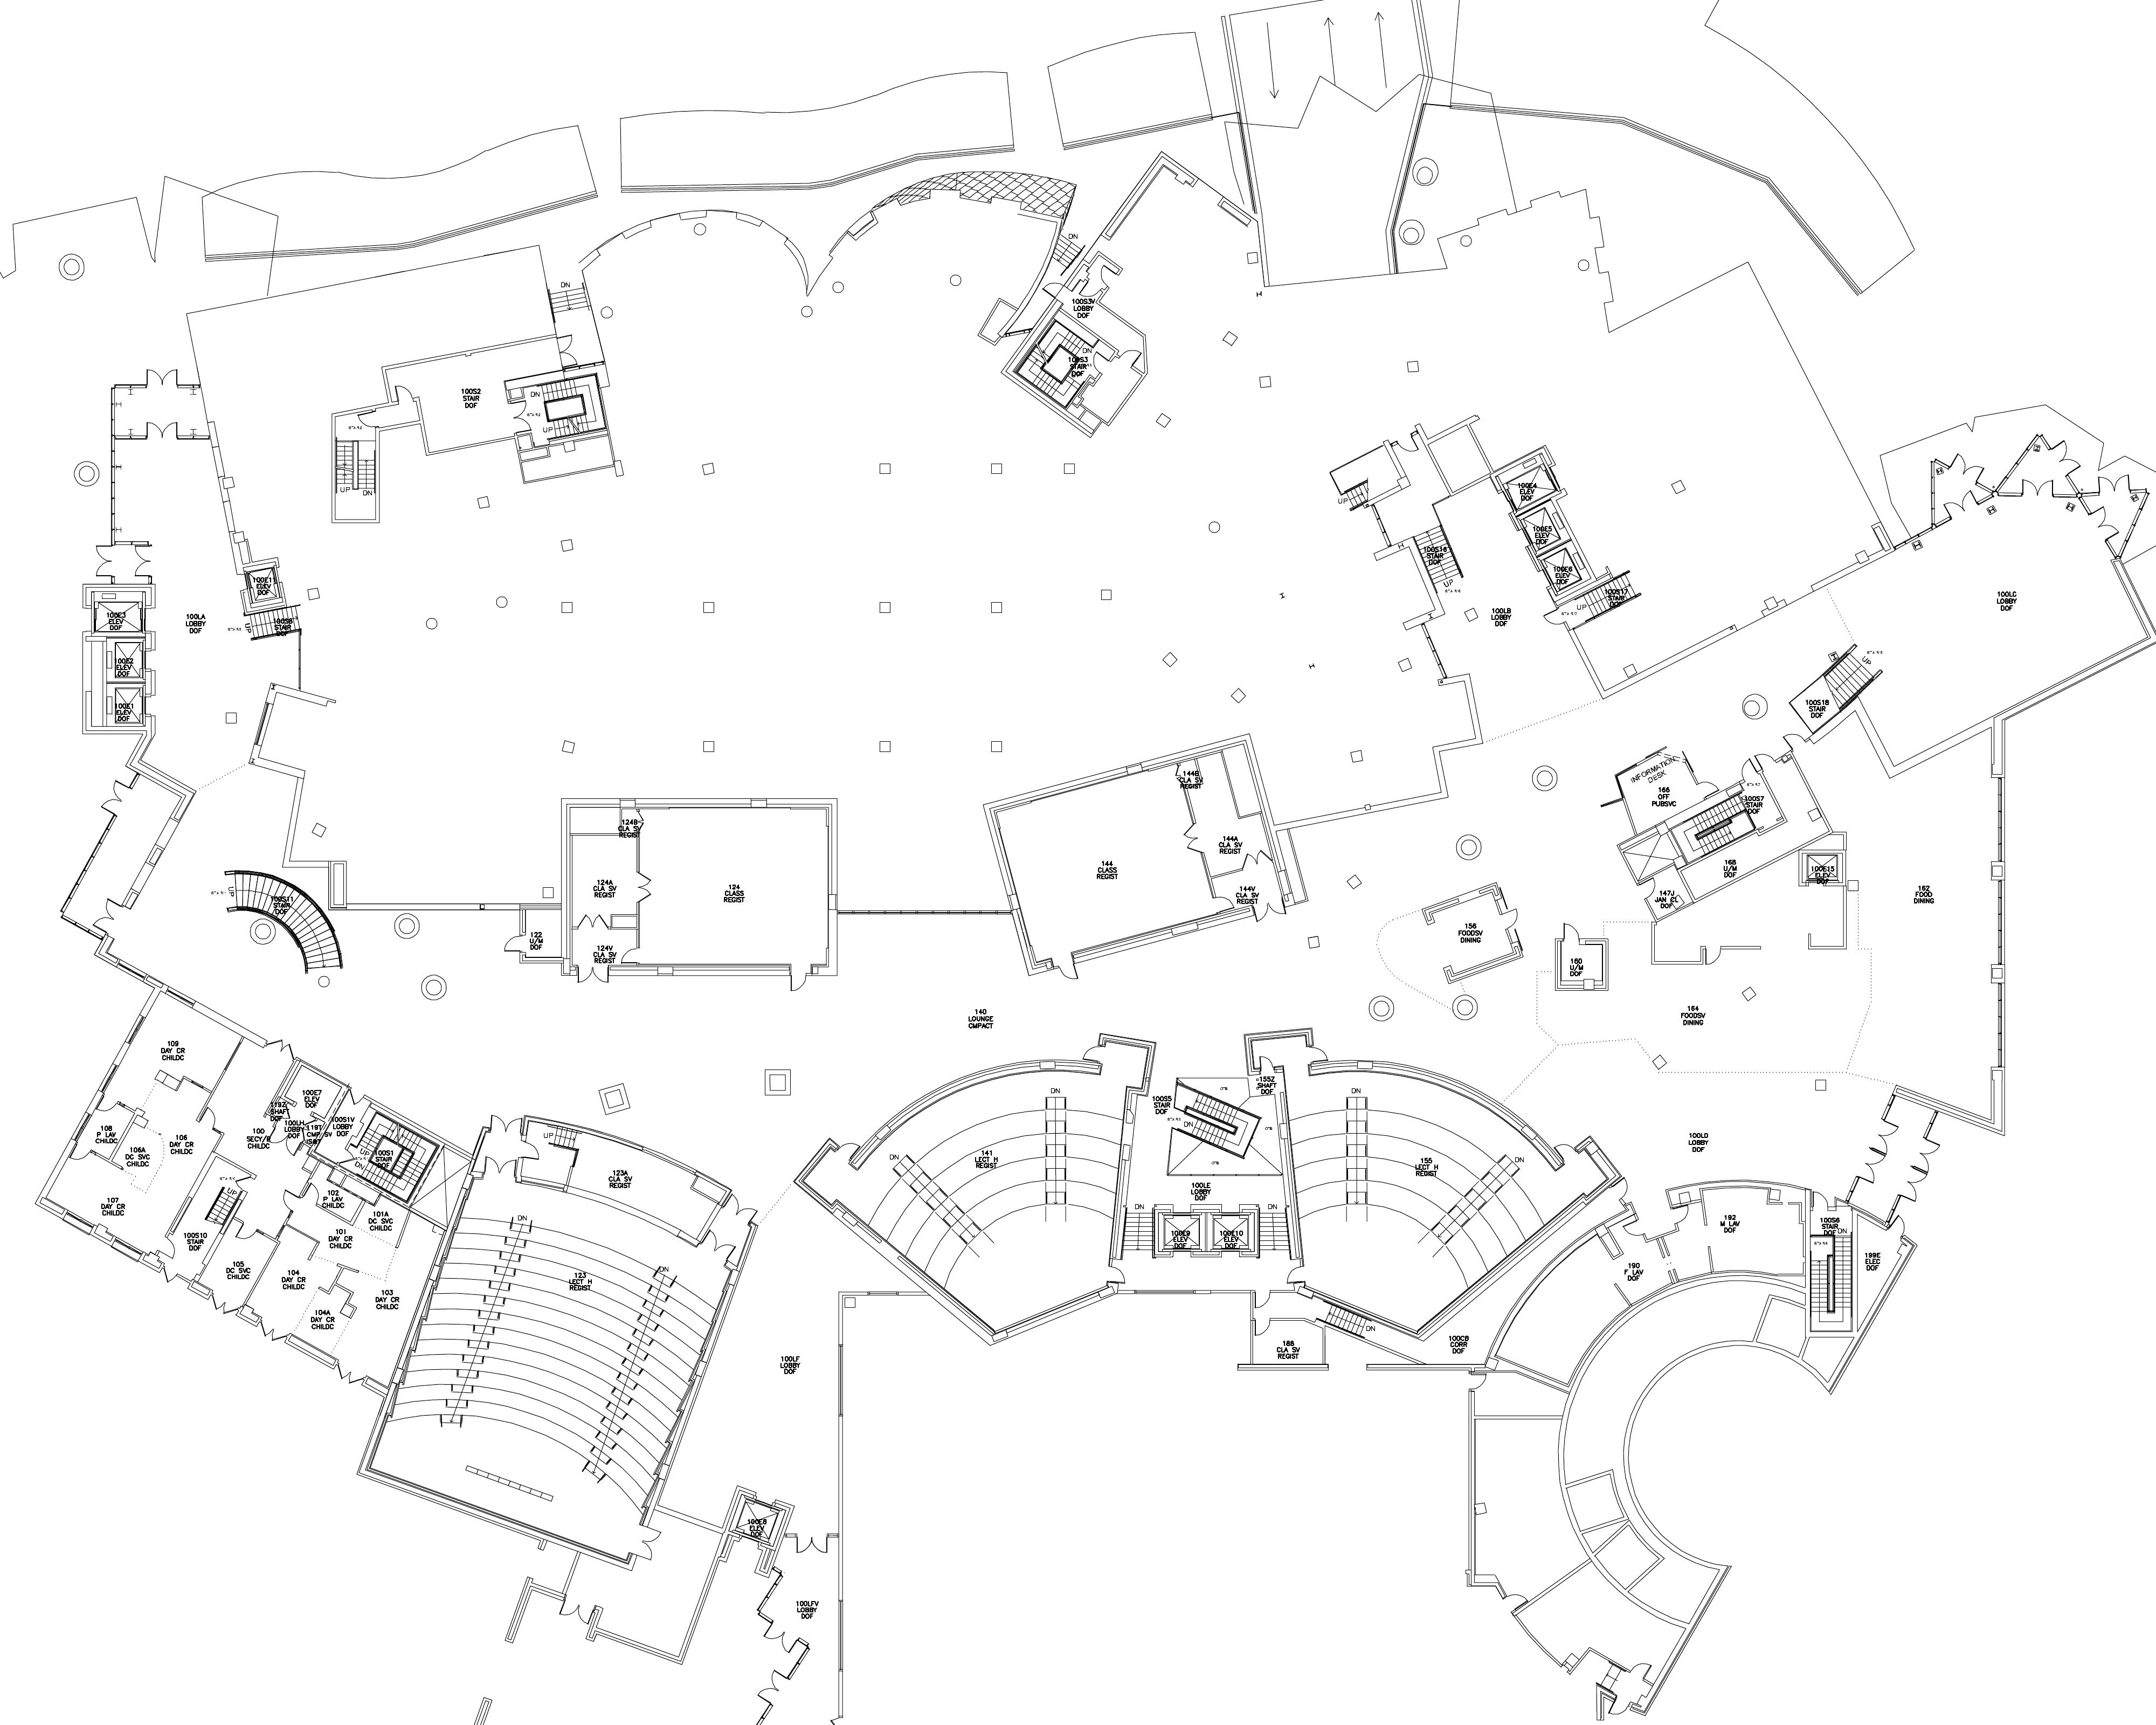 DN
DN
100S3V
LOBBY
DOF
DN
100S3
STAIR
DOF
100S2
STAIR
DOF
DN
UP
UP
DN
UP
100E4
ELEV
DOF
100E5
ELEV
DOF
100E6
ELEV
DOF
100S16
STAIR
DOF
UP
100S17
STAIR
DOF
UP
100LB
LOBBY
DOF
100LC
LOBBY
DOF
100E11
ELEV
DOF
100S8
STAIR
DOF
UP
100LA
LOBBY
DOF
100E3
ELEV
DOF
100E2
ELEV
DOF
100E1
ELEV
DOF
UP
100S18
STAIR
DOF
INFORMATION
DESK
166
OFF
PUBSVC
100S7
STAIR
DOF
168
U/M
DOF
100E15
ELEV
DOF
147J
JAN CL
DOF
162
FOOD
DINING
144B
CLA SV
REGIST
144A
CLA SV
REGIST
144
CLASS
REGIST
144V
CLA SV
REGIST
124B
CLA SV
REGIST
124A
CLA SV
REGIST
124
CLASS
REGIST
124V
CLA SV
REGIST
122
U/M
DOF
UP
100S11
STAIR
DOF
156
FOODSV
DINING
160
U/M
DOF
164
FOODSV
DINING
140
LOUNGE
CMPACT
109
DAY CR
CHILDC
108
P LAV
CHILDC
106A
DC SVC
CHILDC
106
DAY CR
CHILDC
107
DAY CR
CHILDC
100E7
ELEV
DOF
119Z
SHAFT
DOF
100LH
LOBBY
DOF
119T
CMP SV
IS&T
100S1V
LOBBY
DOF
100
SECY/R
CHILDC
100S1
STAIR
DOF
UP
DN
102
P LAV
CHILDC
101A
DC SVC
CHILDC
101
DAY CR
CHILDC
UP
100S10
STAIR
DOF
105
DC SVC
CHILDC
104
DAY CR
CHILDC
104A
DAY CR
CHILDC
103
DAY CR
CHILDC
UP
123A
CLA SV
REGIST
DN
DN
123
LECT H
REGIST
DN
DN
141
LECT H
REGIST
100S5
STAIR
DOF
155Z
SHAFT
DOF
DN
DN
DN
DN
155
LECT H
REGIST
100LE
LOBBY
DOF
DN
DN
100E9
ELEV
DOF
100E10
ELEV
DOF
100LD
LOBBY
DOF
192
M LAV
DOF
190
F LAV
DOF
100S6
STAIR
DOF
DN
199E
ELEC
DOF
DN
188
CLA SV
REGIST
100CB
CORR
DOF
100LF
LOBBY
DOF
100E8
ELEV
DOF
100LFV
LOBBY
DOF